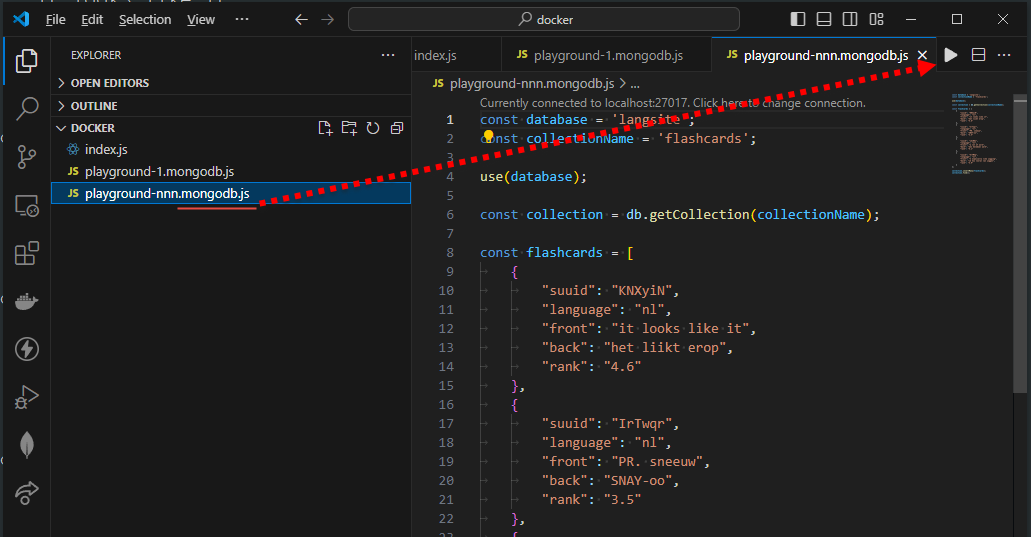 File Edit Selection View ··· docker
EXPLORER ···
OPEN EDITORS
OUTLINE
DOCKER
index.js
JS playground-1.mongodb.js
JS playground-nnn.mongodb.js
index.js JS playground-1.mongodb.js JS playground-nnn.mongodb.js ···
JS playground-nnn.mongodb.js > ...
Currently connected to localhost:27017. Click here to change connection.
1 const database = 'langsite';
2 const collectionName = 'flashcards';
3
4 use(database);
5
6 const collection = db.getCollection(collectionName);
7
8 const flashcards = [
9 {
10 "suuid": "KNXyiN",
11 "language": "nl",
12 "front": "it looks like it",
13 "back": "het liikt erop",
14 "rank": "4.6"
15 },
16 {
17 "suuid": "IrTwqr",
18 "language": "nl",
19 "front": "PR. sneeuw",
20 "back": "SNAY-oo",
21 "rank": "3.5"
22 },
23 {